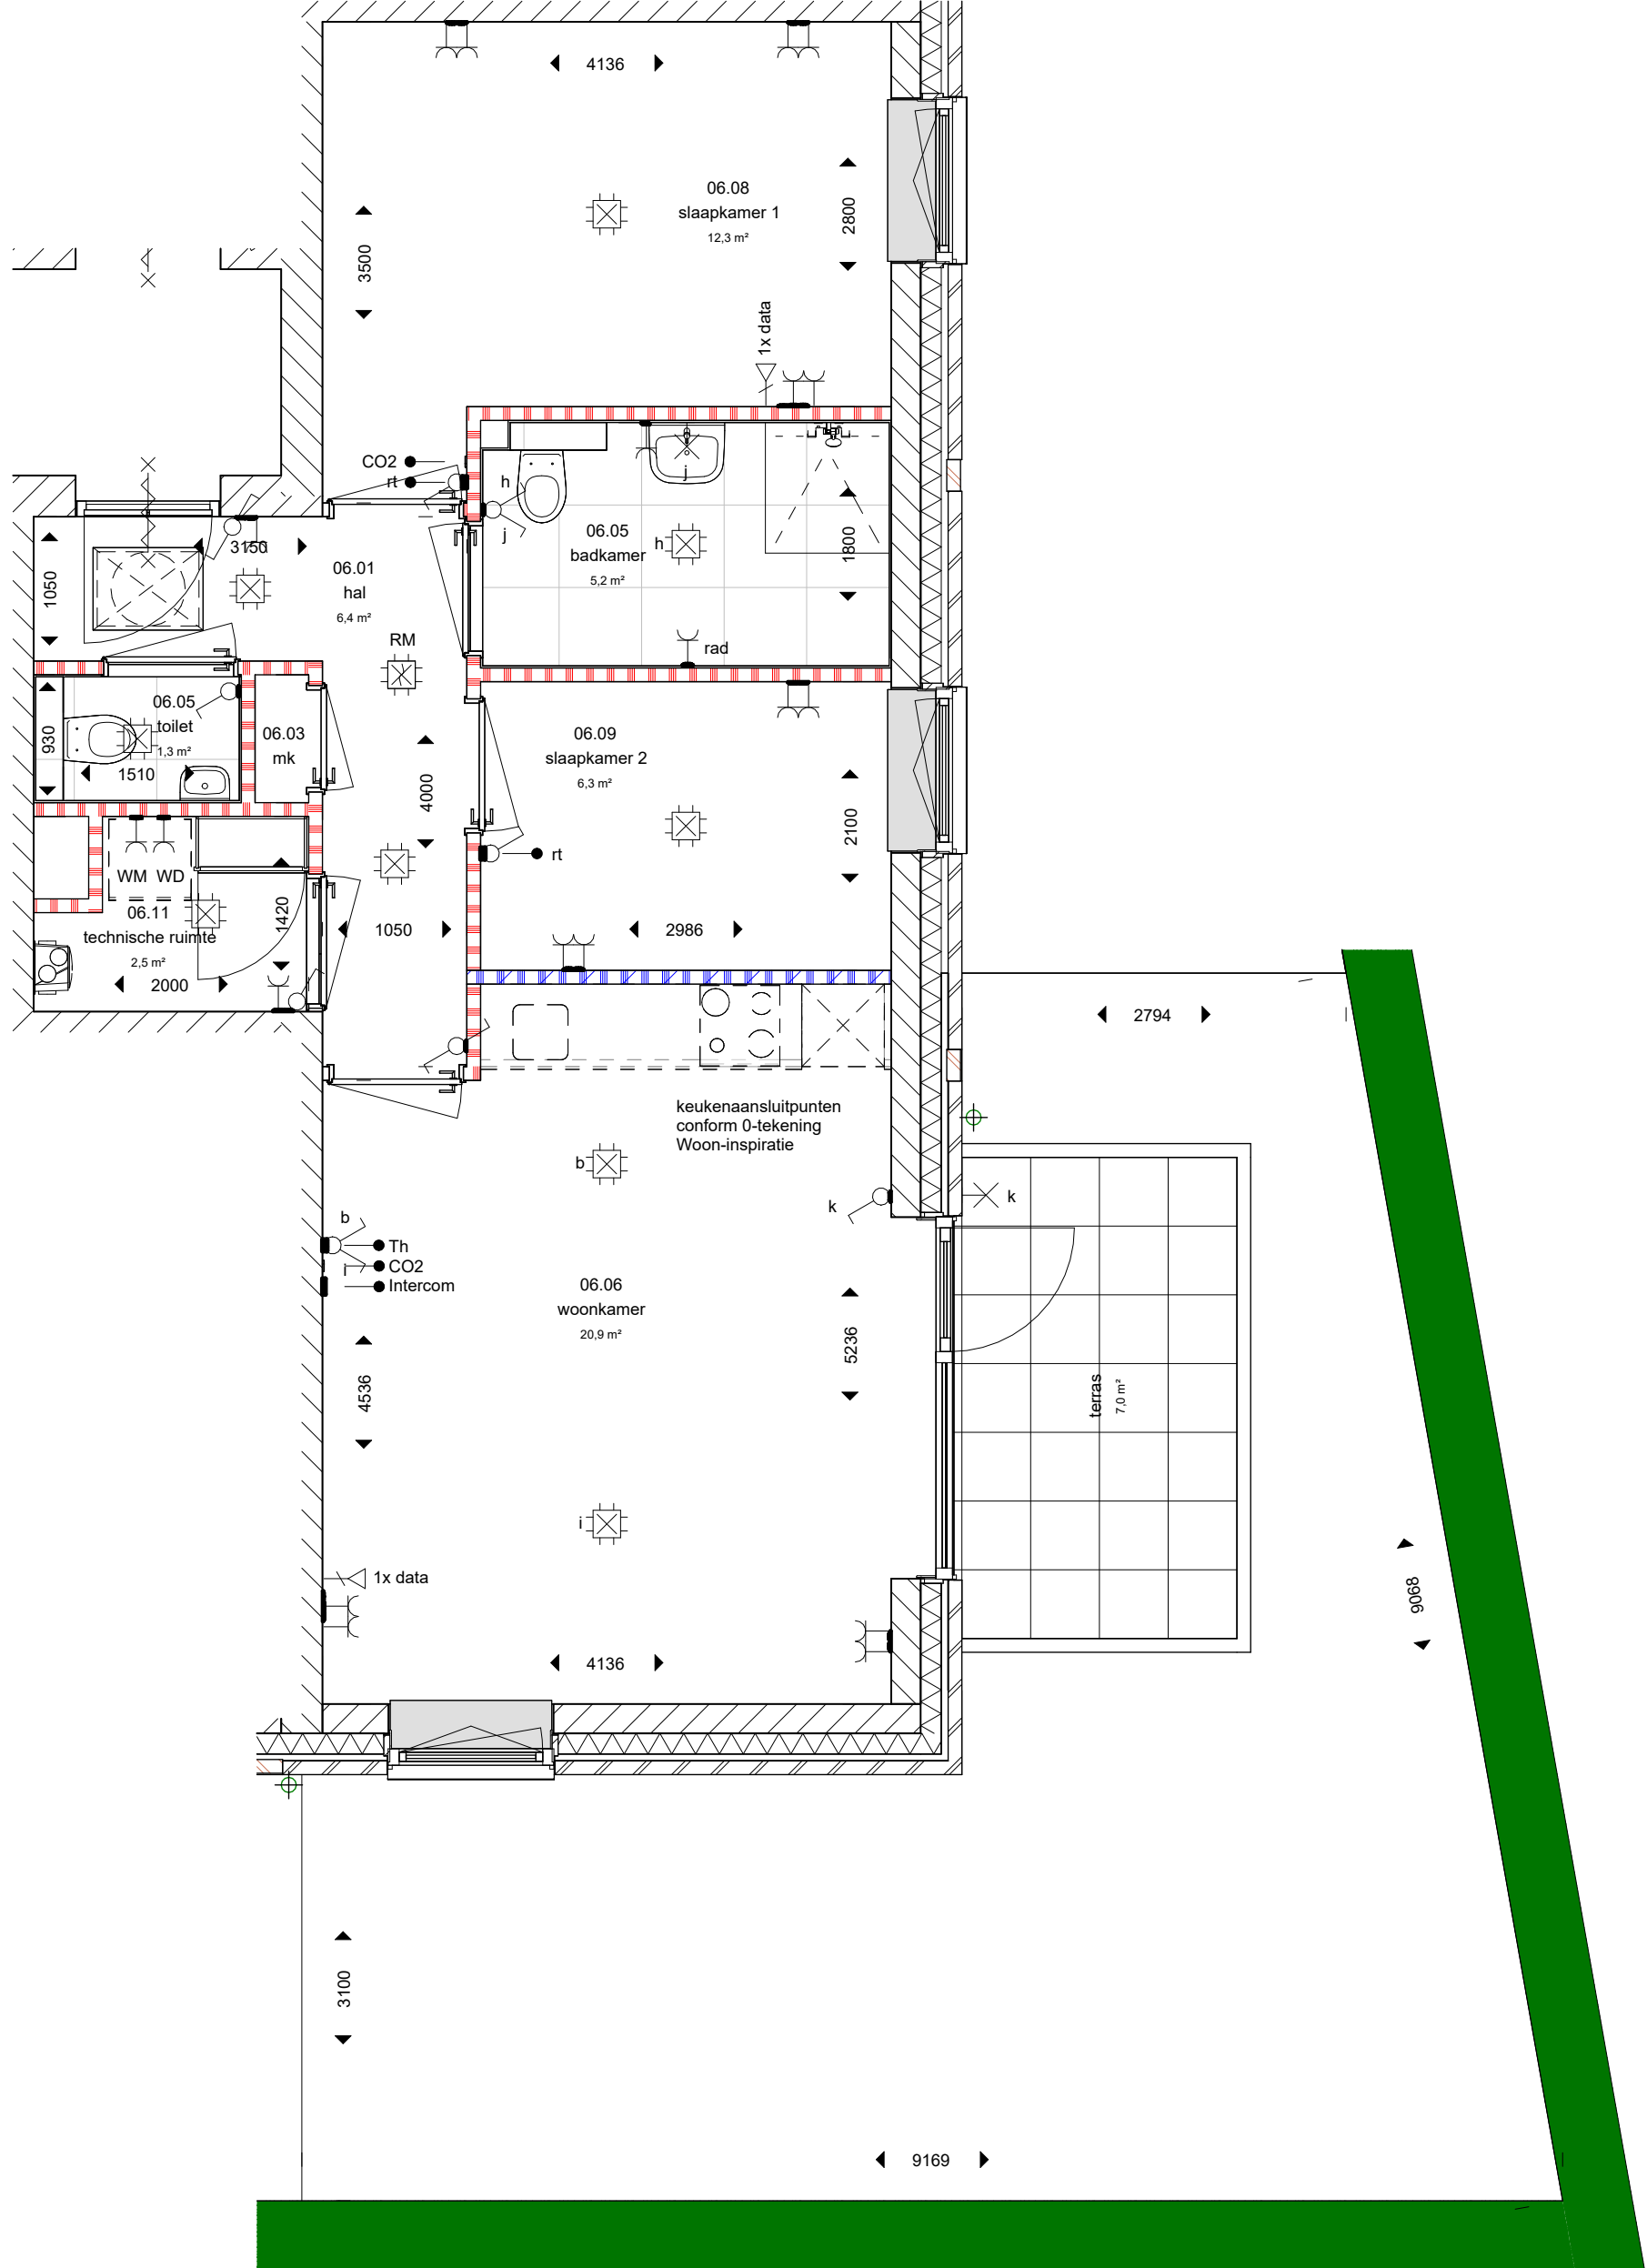 4136
06.08
slaapkamer 1
12,3 m²
2800
3500
1x data
CO2
rt
h
j
j
06.05
badkamer
5,2 m²
h
1800
rad
3150
1050
06.01
hal
6,4 m²
RM
06.05
toilet
1,3 m²
930
1510
06.03
mk
4000
06.09
slaapkamer 2
6,3 m²
2100
rt
WM WD
06.11
technische ruimte
2,5 m²
1420
2000
1050
2986
2794
keukenaansluitpunten
conform 0-tekening
Woon-inspiratie
b
k
k
b
Th
CO2
i
Intercom
06.06
woonkamer
20,9 m²
5236
4536
terras
7,0 m²
i
1x data
9068
4136
3100
9169